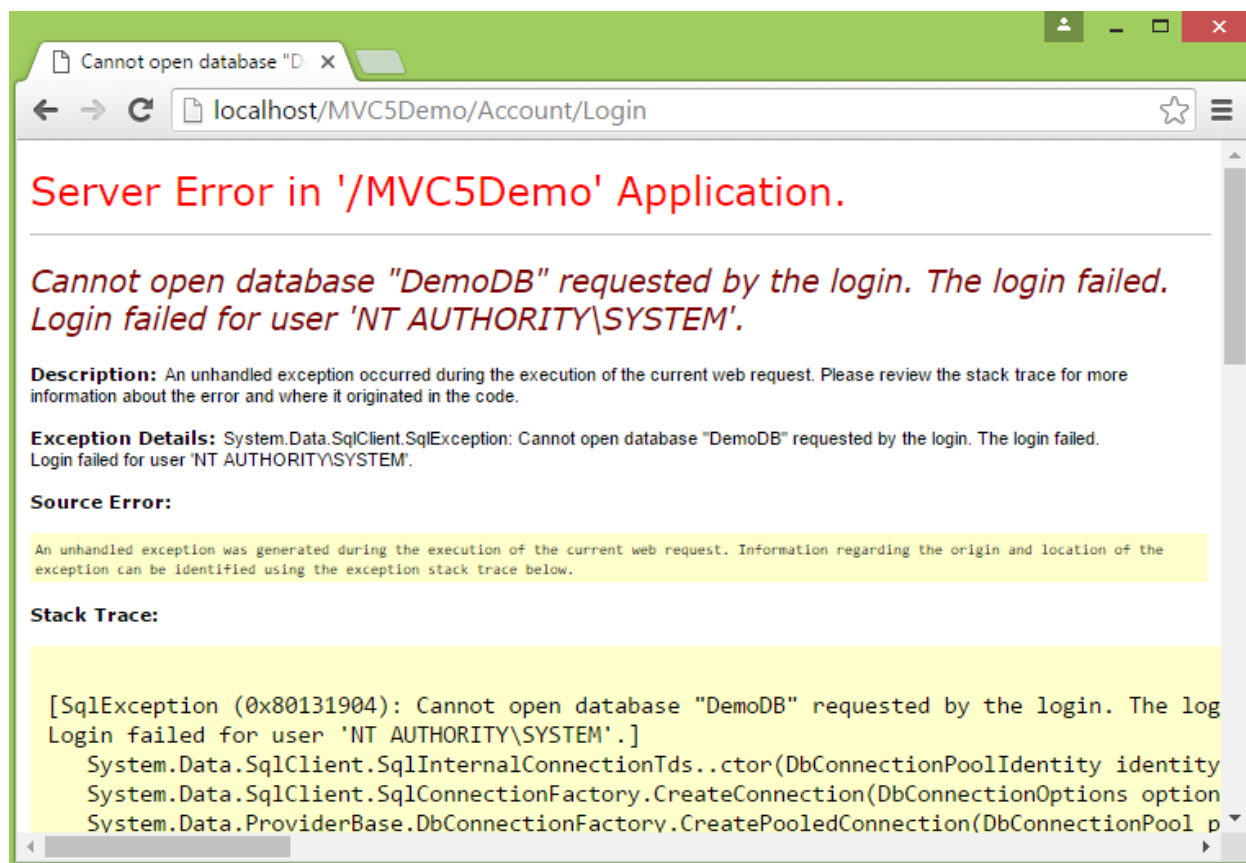 Cannot open database "D
localhost/MVC5Demo/Account/Login
Server Error in '/MVC5Demo' Application.
Cannot open database "DemoDB" requested by the login. The login failed.
Login failed for user 'NT AUTHORITY\SYSTEM'.
Description: An unhandled exception occurred during the execution of the current web request. Please review the stack trace for more
information about the error and where it originated in the code.
Exception Details: System.Data.SqlClient.SqlException: Cannot open database "DemoDB" requested by the login. The login failed.
Login failed for user 'NT AUTHORITY\SYSTEM'.
Source Error:
An unhandled exception was generated during the execution of the current web request. Information regarding the origin and location of the
exception can be identified using the exception stack trace below.
Stack Trace:
[SqlException (0x80131904): Cannot open database "DemoDB" requested by the login. The log
Login failed for user 'NT AUTHORITY\SYSTEM'.]
System.Data.SqlClient.SqlInternalConnectionTds..ctor(DbConnectionPoolIdentity identity
System.Data.SqlClient.SqlConnectionFactory.CreateConnection(DbConnectionOptions option
System.Data.ProviderBase.DbConnectionFactory.CreatePooledConnection(DbConnectionPool p